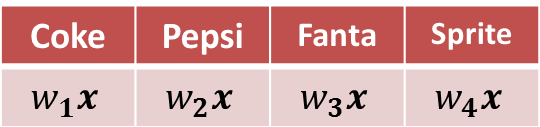 Coke Pepsi Fanta Sprite
w₁x w₂x w₃x w₄x